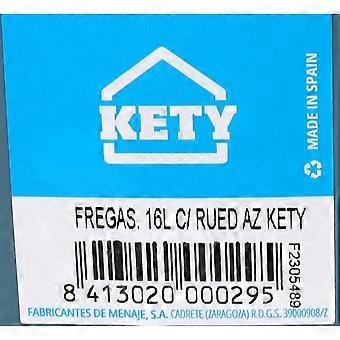 KETY
MADE IN SPAIN
FREGAS. 16L C/ RUED AZ KETY
8 413020 000295
F2305489
FABRICANTES DE MENAJE, S.A. CADRETE (ZARAGOZA) R.D.G.S. 39000908/Z